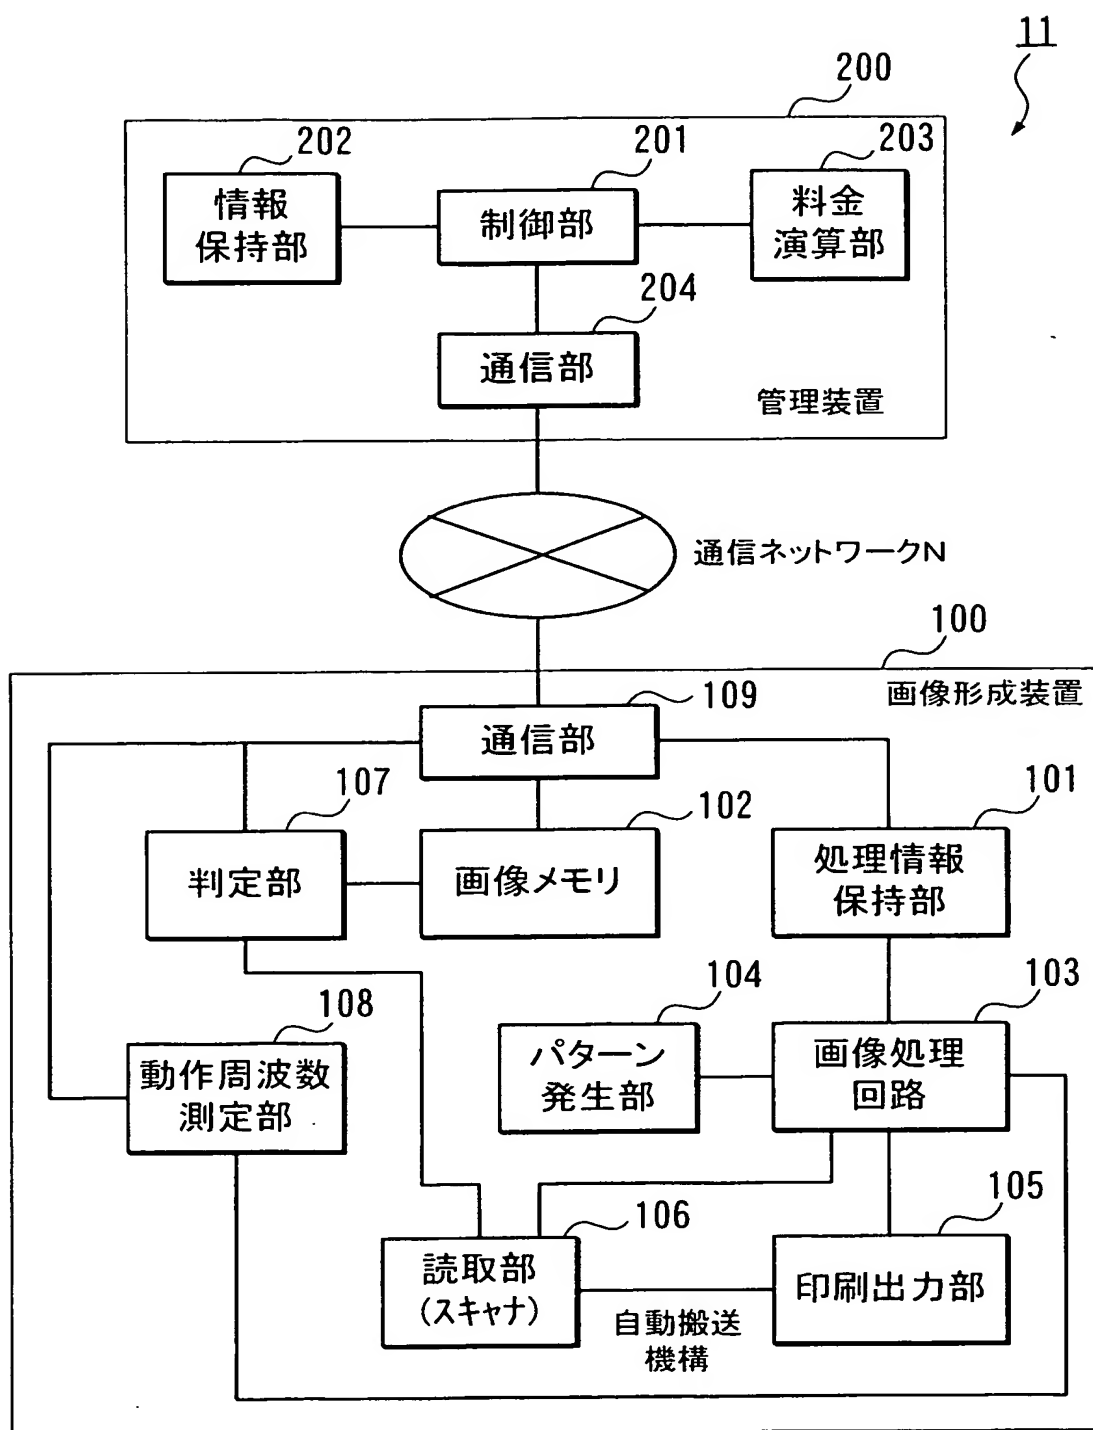 11
200
202
201
203
情報
保持部
制御部
料金
演算部
204
通信部
管理装置
通信ネットワークN
100
画像形成装置
109
通信部
107
102
101
判定部
画像メモリ
処理情報
保持部
104
103
108
パターン
発生部
画像処理
回路
動作周波数
測定部
106
105
読取部
(スキャナ)
印刷出力部
自動搬送
機構